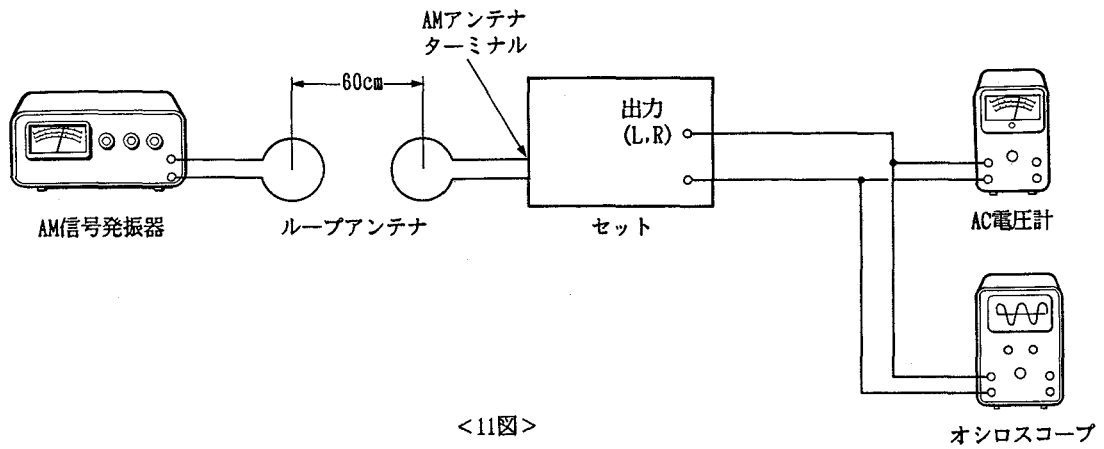 AMアンテナ
ターミナル
60cm
出力
(L,R)
AM信号発振器
ループアンテナ
セット
AC電圧計
<11図>
オシロスコープ